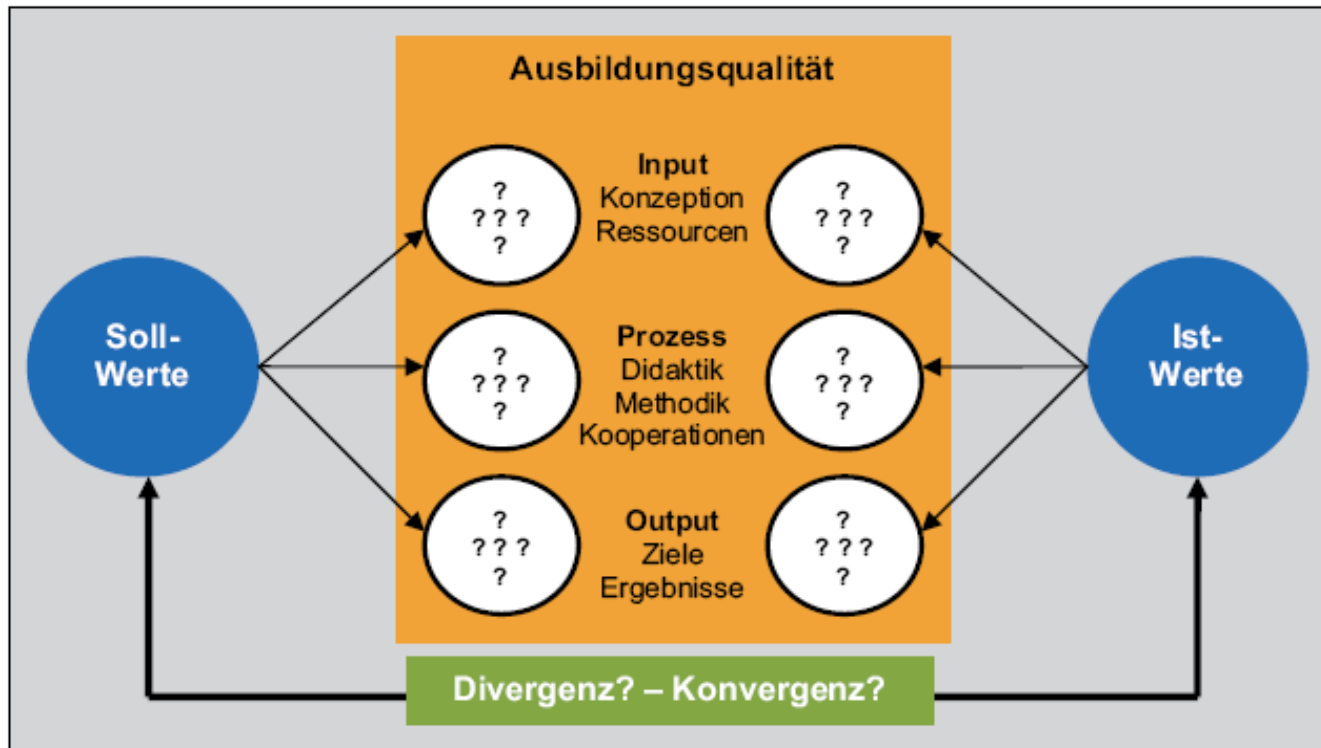 Ausbildungsqualität
?
? ? ?
?
Input
Konzeption
Ressourcen
?
? ? ?
?
Soll-
Werte
?
? ? ?
?
Prozess
Didaktik
Methodik
Kooperationen
?
? ? ?
?
Ist-
Werte
?
? ? ?
?
Output
Ziele
Ergebnisse
?
? ? ?
?
Divergenz? – Konvergenz?